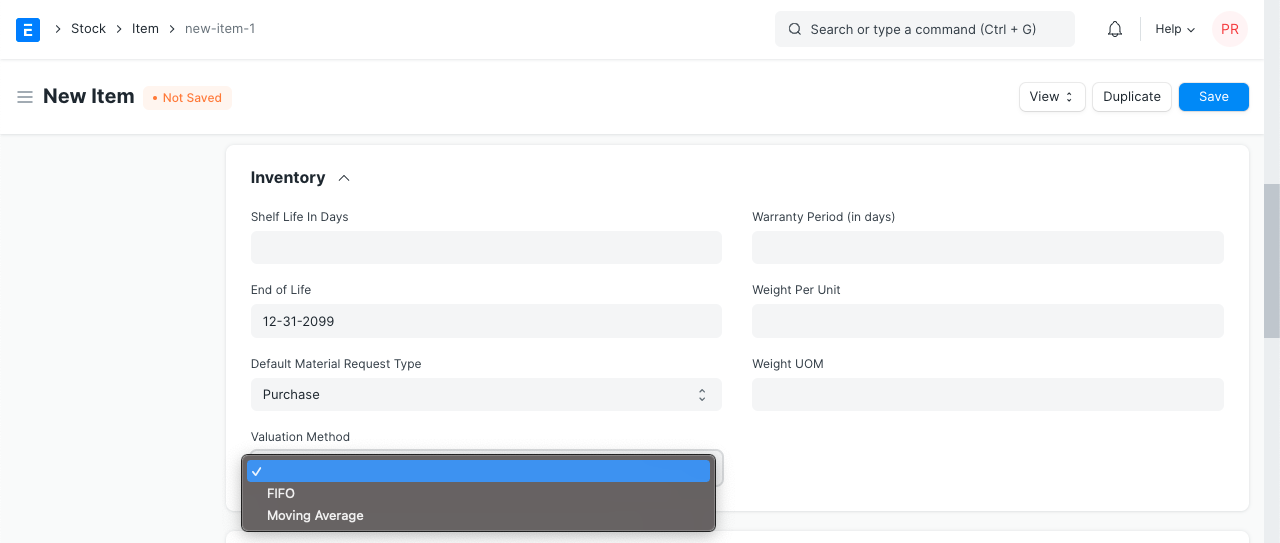 Stock Item new-item-1
Search or type a command (Ctrl + G)
Help
PR
New Item
Not Saved
View
Duplicate
Save
Inventory
Shelf Life In Days
Warranty Period (in days)
End of Life
12-31-2099
Weight Per Unit
Default Material Request Type
Purchase
Weight UOM
Valuation Method
FIFO
Moving Average